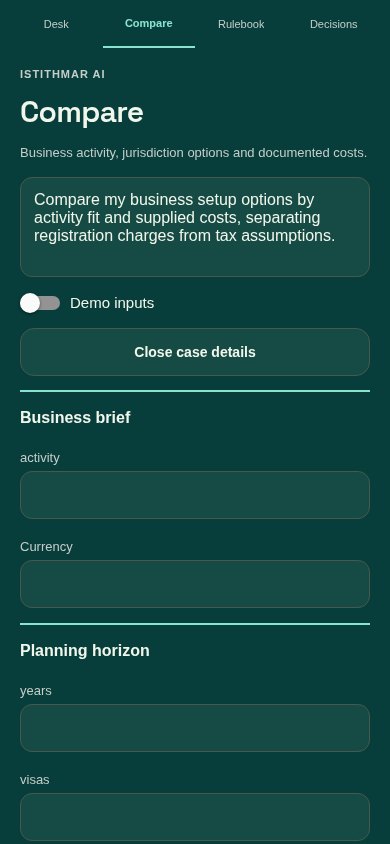 Desk Compare Rulebook Decisions
ISTITHMAR AI
Compare
Business activity, jurisdiction options and documented costs.
Compare my business setup options by
activity fit and supplied costs, separating
registration charges from tax assumptions.
Demo inputs
Close case details
Business brief
activity
Currency
Planning horizon
years
visas